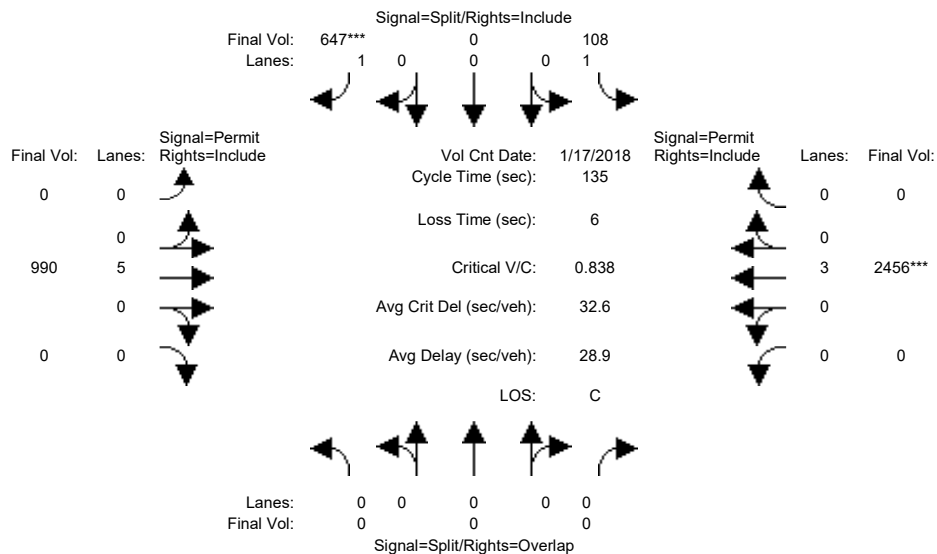 Signal=Split/Rights=Include
Final Vol: 647*** 0 108
Lanes: 1 0 0 0 1
Signal=Permit
Final Vol: Lanes: Rights=Include
Vol Cnt Date: 1/17/2018
Signal=Permit
Rights=Include Lanes: Final Vol:
Cycle Time (sec): 135
0 0
0 0
Loss Time (sec): 6
0
0
990 5
Critical V/C: 0.838
3 2456***
0
Avg Crit Del (sec/veh): 32.6
0
0 0
Avg Delay (sec/veh): 28.9
0 0
LOS: C
Lanes: 0 0 0 0 0
Final Vol: 0 0 0
Signal=Split/Rights=Overlap